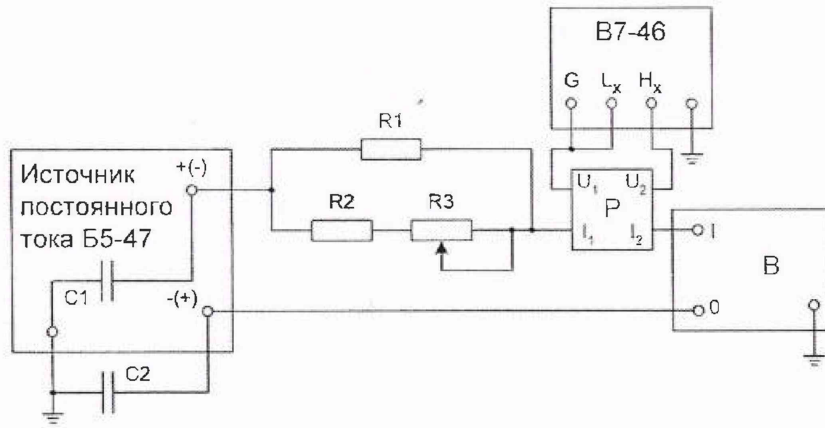 В7-46
G Lx Hx
R1
Источник
постоянного
тока Б5-47
+(-)
R2 R3
U1 U2
P
I1 I2
I
В
C1
-(+)
0
C2